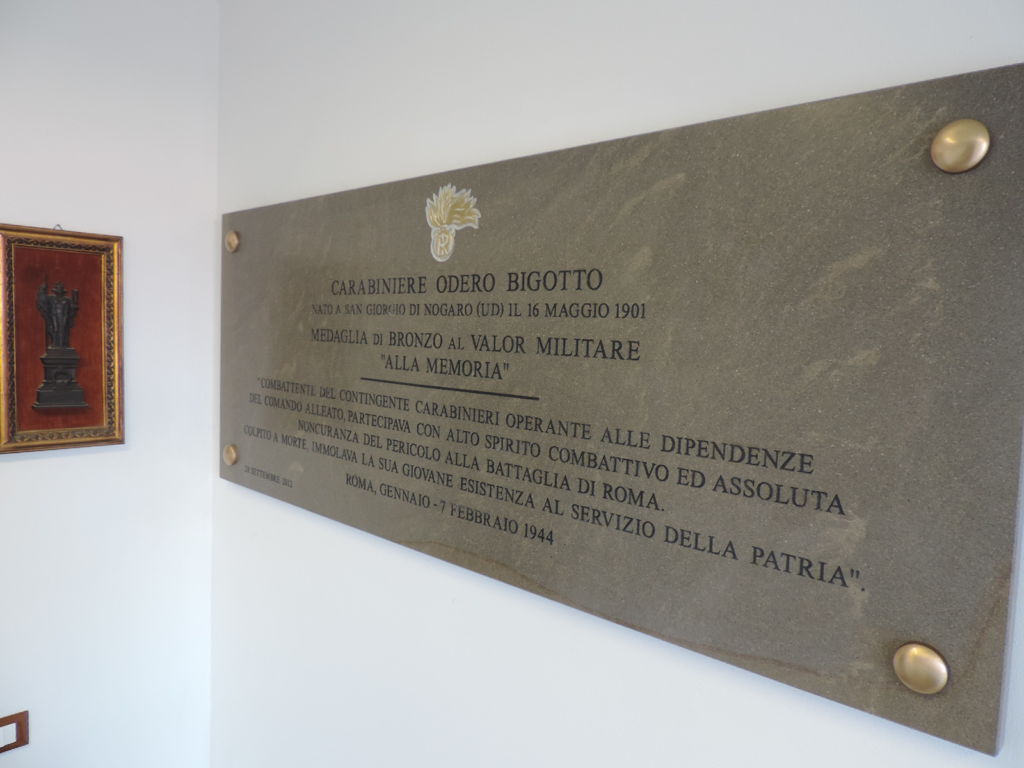 RI
CARABINIERE ODERO BIGOTTO
NATO A SAN GIORGIO DI NOGARO (UD) IL 16 MAGGIO 1901
MEDAGLIA DI BRONZO AL VALOR MILITARE
"ALLA MEMORIA"
"COMBATTENTE DEL CONTINGENTE CARABINIERI OPERANTE ALLE DIPENDENZE
DEL COMANDO ALLEATO, PARTECIPAVA CON ALTO SPIRITO COMBATTIVO ED ASSOLUTA
NONCURANZA DEL PERICOLO ALLA BATTAGLIA DI ROMA.
COLPITO A MORTE, IMMOLAVA LA SUA GIOVANE ESISTENZA AL SERVIZIO DELLA PATRIA".
ROMA, GENNAIO - 7 FEBBRAIO 1944
SETTEMBRE 2012